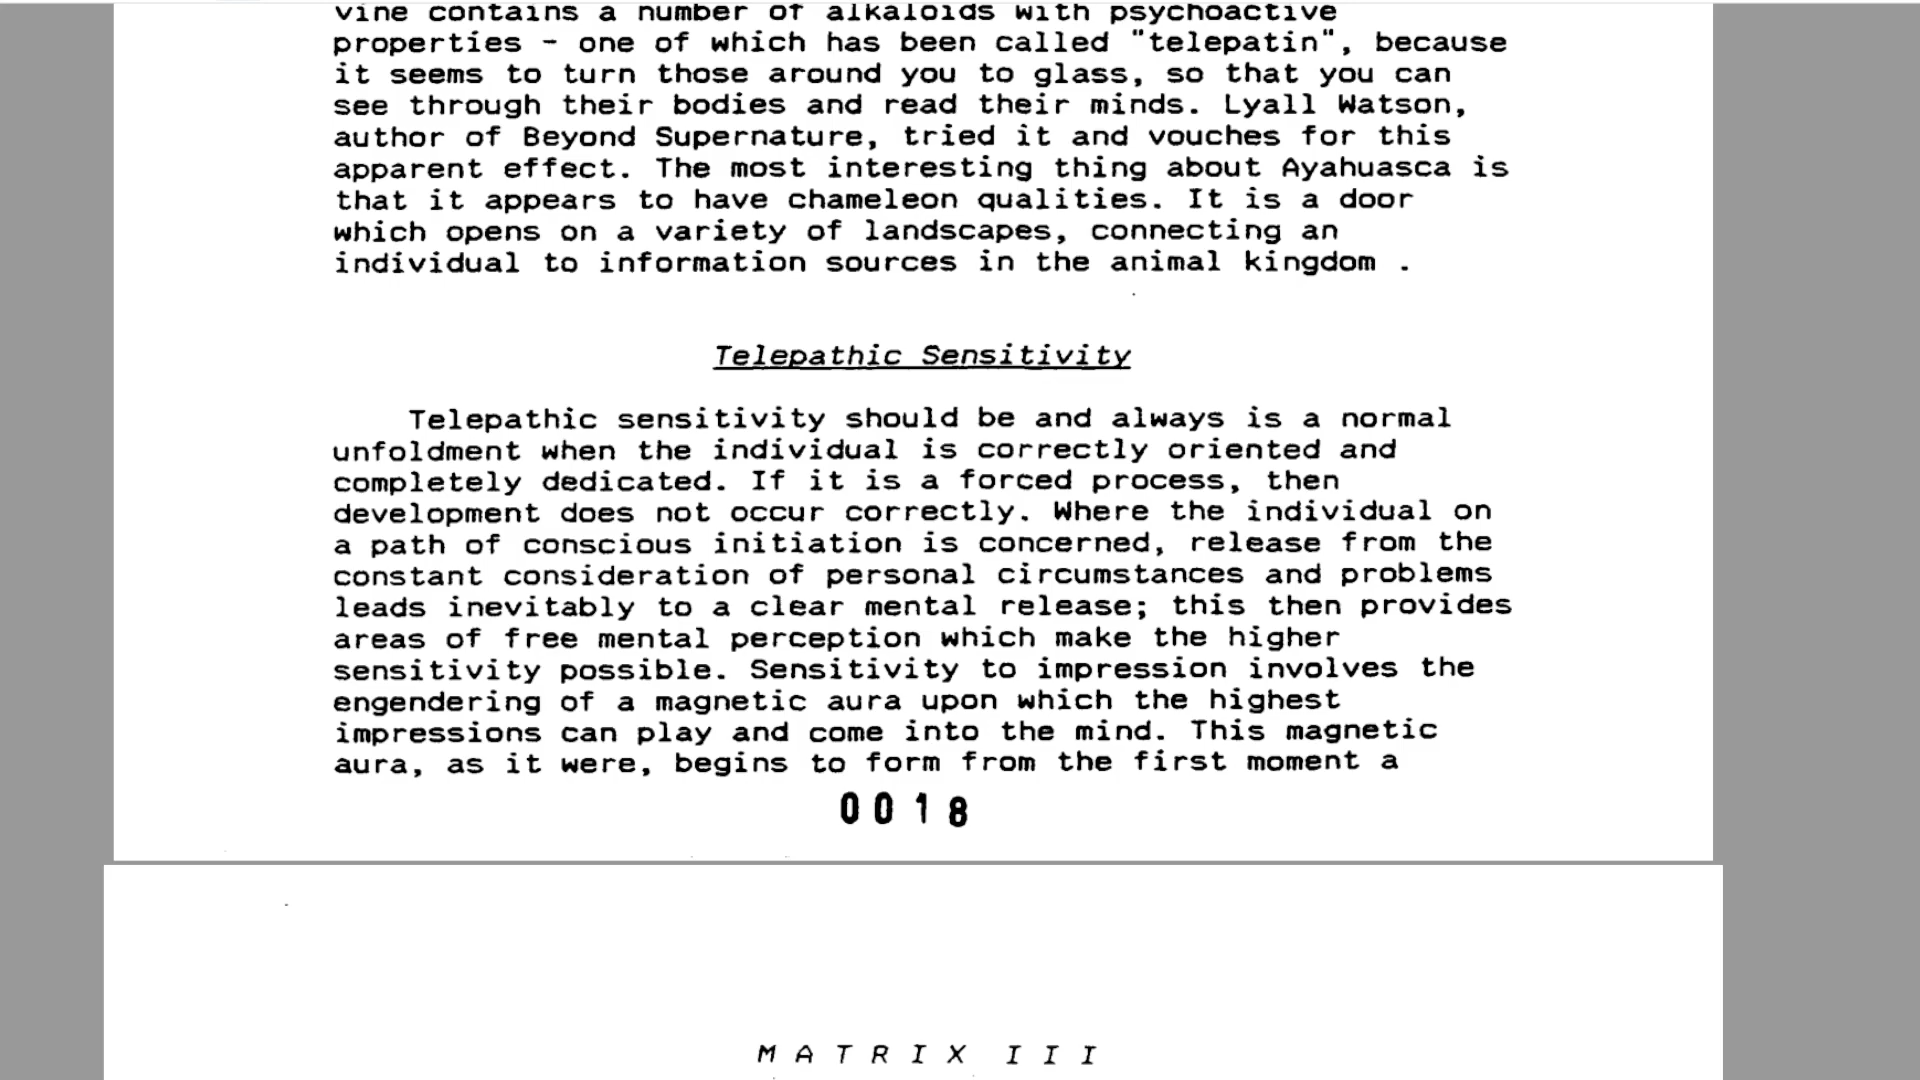 vine contains a number of alkaloids with psychoactive
properties - one of which has been called "telepatin", because
it seems to turn those around you to glass, so that you can
see through their bodies and read their minds. Lyall Watson,
author of Beyond Supernature, tried it and vouches for this
apparent effect. The most interesting thing about Ayahuasca is
that it appears to have chameleon qualities. It is a door
which opens on a variety of landscapes, connecting an
individual to information sources in the animal kingdom .
Telepathic Sensitivity
Telepathic sensitivity should be and always is a normal
unfoldment when the individual is correctly oriented and
completely dedicated. If it is a forced process, then
development does not occur correctly. Where the individual on
a path of conscious initiation is concerned, release from the
constant consideration of personal circumstances and problems
leads inevitably to a clear mental release; this then provides
areas of free mental perception which make the higher
sensitivity possible. Sensitivity to impression involves the
engendering of a magnetic aura upon which the highest
impressions can play and come into the mind. This magnetic
aura, as it were, begins to form from the first moment a
0018
M A T R I X  I I I